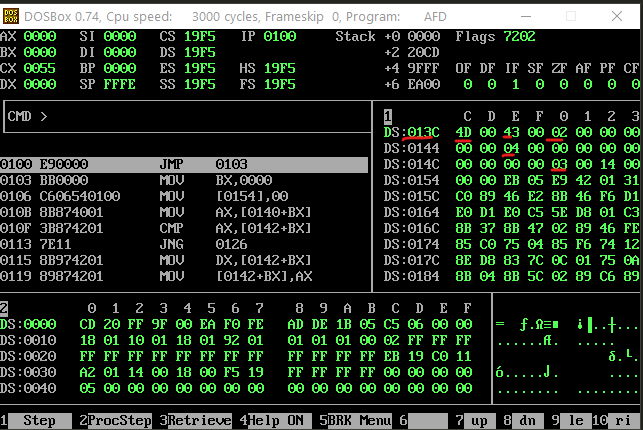 DOSBox 0.74, Cpu speed: 3000 cycles, Frameskip 0, Program: AFD
AX 0000 SI 0000 CS 19F5 IP 0100 Stack +0 0000 Flags 7202
BX 0000 DI 0000 DS 19F5 +2 20CD
CX 0055 BP 0000 ES 19F5 HS 19F5 +4 9FFF OF DF IF SF ZF AF PF CF
DX 0000 SP FFFE SS 19F5 FS 19F5 +6 EA00 0 0 1 0 0 0 0 0
CMD >
1 C D E F 0 1 2 3
DS:013C 4D 00 43 00 02 00 00 00
DS:0144 00 00 04 00 00 00 00 00
DS:014C 00 00 00 00 03 00 14 00
DS:0154 00 00 EB 05 E9 42 01 31
DS:015C C0 89 46 E2 8B 46 F6 D1
DS:0164 E0 D1 E0 C5 5E D8 01 C3
DS:016C 8B 37 8B 47 02 89 46 FE
DS:0174 85 C0 75 04 85 F6 74 12
DS:017C 8E D8 83 7C 0C 01 75 0A
DS:0184 8B 04 8B 5C 02 89 C6 89
0100 E90000 JMP 0103
0103 BB0000 MOV BX,0000
0106 C606540100 MOV [0154],00
010B 8B874001 MOV AX,[0140+BX]
010F 3B874201 CMP AX,[0142+BX]
0113 7E11 JNG 0126
0115 8B974201 MOV DX,[0142+BX]
0119 89874201 MOV [0142+BX],AX
2 0 1 2 3 4 5 6 7 8 9 A B C D E F
DS:0000 CD 20 FF 9F 00 EA F0 FE AD DE 1B 05 C5 06 00 00
DS:0010 18 01 10 01 18 01 92 01 01 01 01 00 02 FF FF FF
DS:0020 FF FF FF FF FF FF FF FF FF FF FF FF EB 19 C0 11
DS:0030 A2 01 14 00 18 00 F5 19 FF FF FF FF 00 00 00 00
DS:0040 05 00 00 00 00 00 00 00 00 00 00 00 00 00 00 00
1 Step 2 ProcStep 3 Retrieve 4 Help ON 5 BRK Menu 6 7 up 8 dn 9 le 10 ri